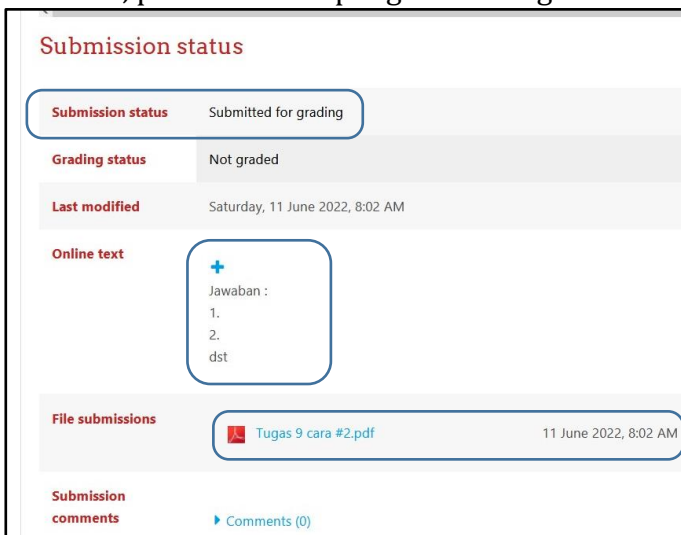 Submission status
Submission status Submitted for grading
Grading status Not graded
Last modified Saturday, 11 June 2022, 8:02 AM
Online text
Jawaban :
1.
2.
dst
File submissions Tugas 9 cara #2.pdf 11 June 2022, 8:02 AM
Submission
comments Comments (0)